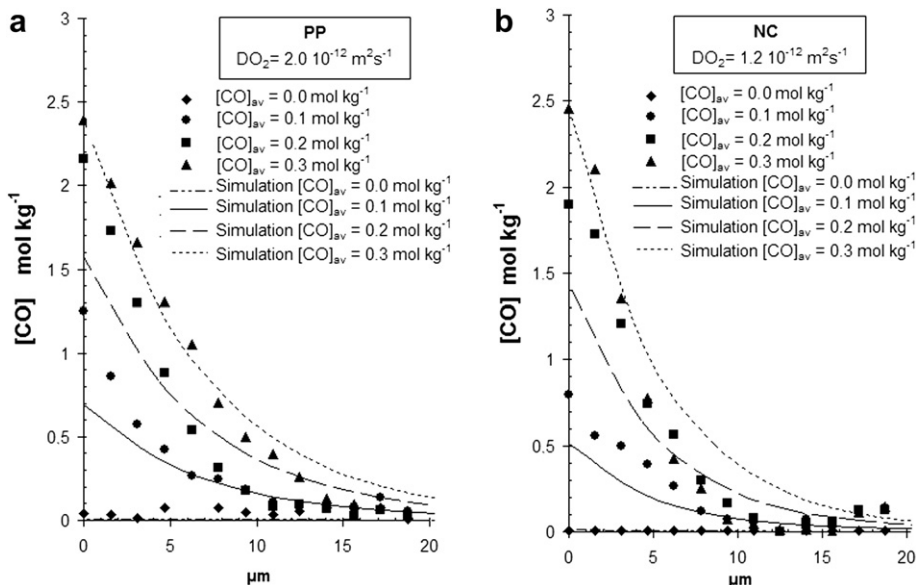 a
PP
DO₂= 2.0 10⁻¹² m²s⁻¹
[CO]av = 0.0 mol kg⁻¹
[CO]av = 0.1 mol kg⁻¹
[CO]av = 0.2 mol kg⁻¹
[CO]av = 0.3 mol kg⁻¹
Simulation [CO]av = 0.0 mol kg⁻¹
Simulation [CO]av = 0.1 mol kg⁻¹
Simulation [CO]av = 0.2 mol kg⁻¹
Simulation [CO]av = 0.3 mol kg⁻¹
[CO] mol kg⁻¹
3
2.5
2
1.5
1
0.5
0
0 5 10 15 20
µm
b
NC
DO₂= 1.2 10⁻¹² m²s⁻¹
[CO]av = 0.0 mol kg⁻¹
[CO]av = 0.1 mol kg⁻¹
[CO]av = 0.2 mol kg⁻¹
[CO]av = 0.3 mol kg⁻¹
Simulation [CO]av = 0.0 mol kg⁻¹
Simulation [CO]av = 0.1 mol kg⁻¹
Simulation [CO]av = 0.2 mol kg⁻¹
Simulation [CO]av = 0.3 mol kg⁻¹
[CO] mol kg⁻¹
3.0
2.5
2.0
1.5
1.0
0.5
0
0 5 10 15 20
µm